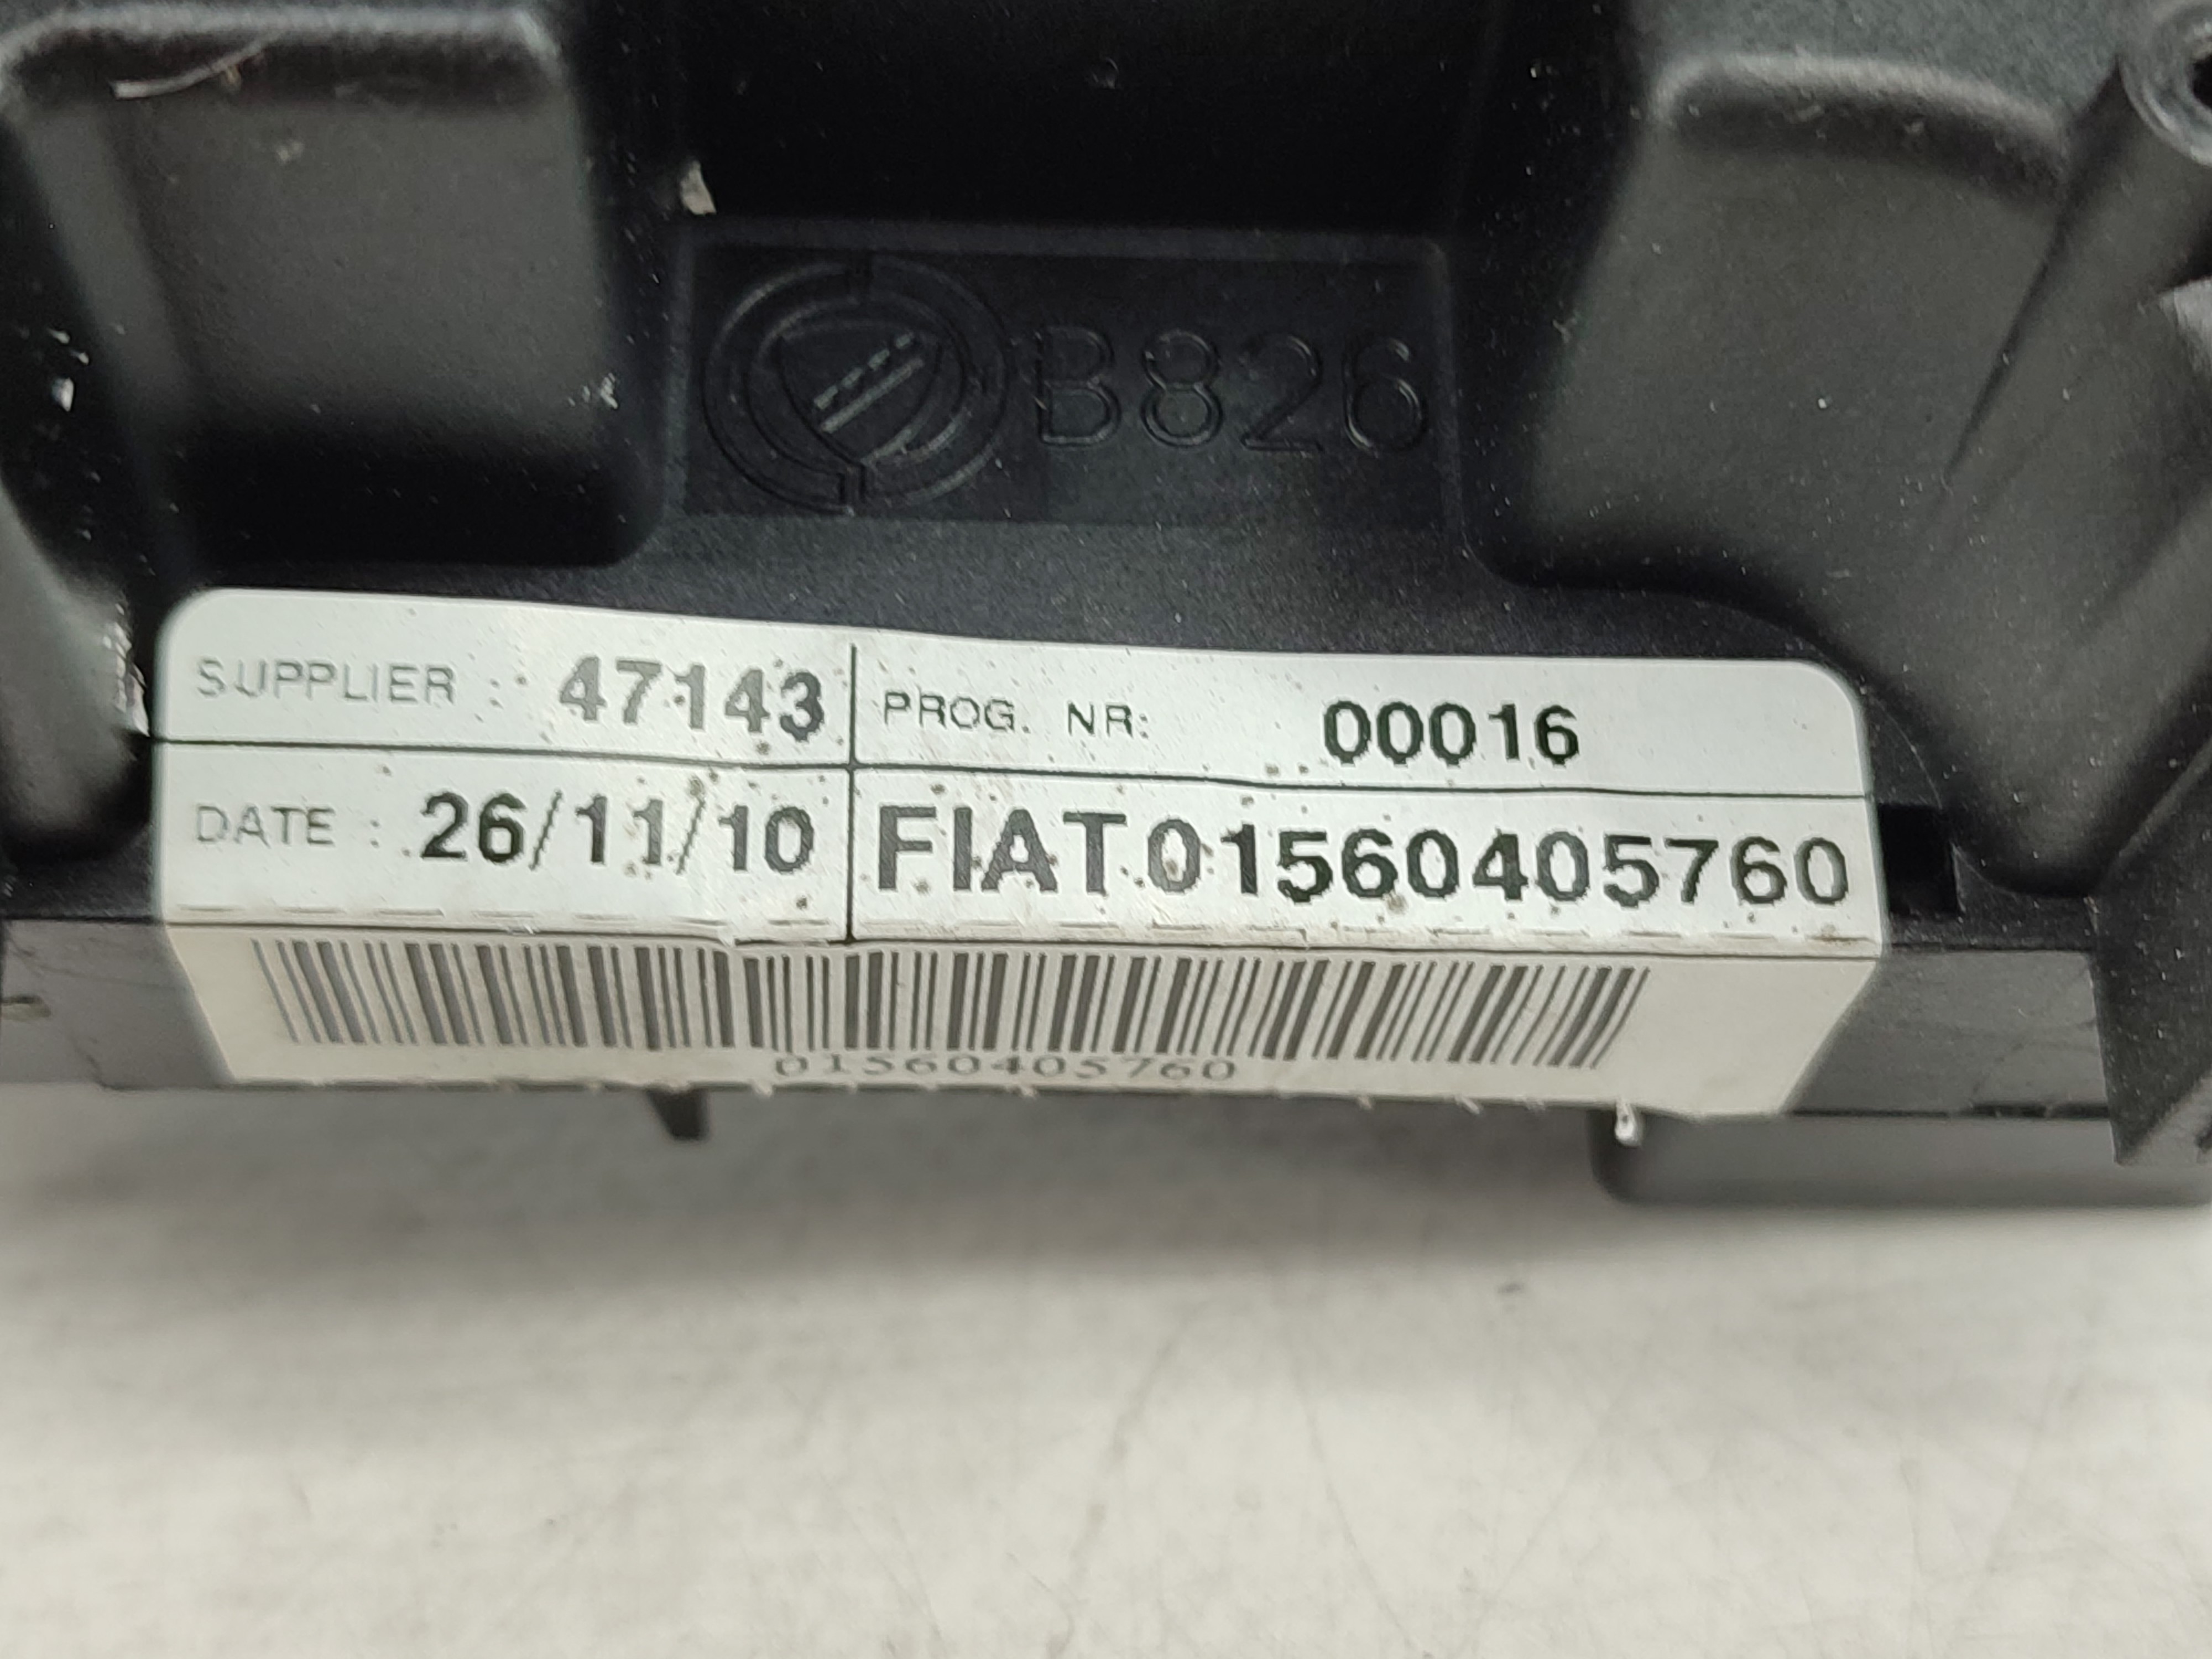 B826
SUPPLIER : 47143 PROG. NR: 00016
DATE : 26/11/10 FIAT 01560405760
01560405760